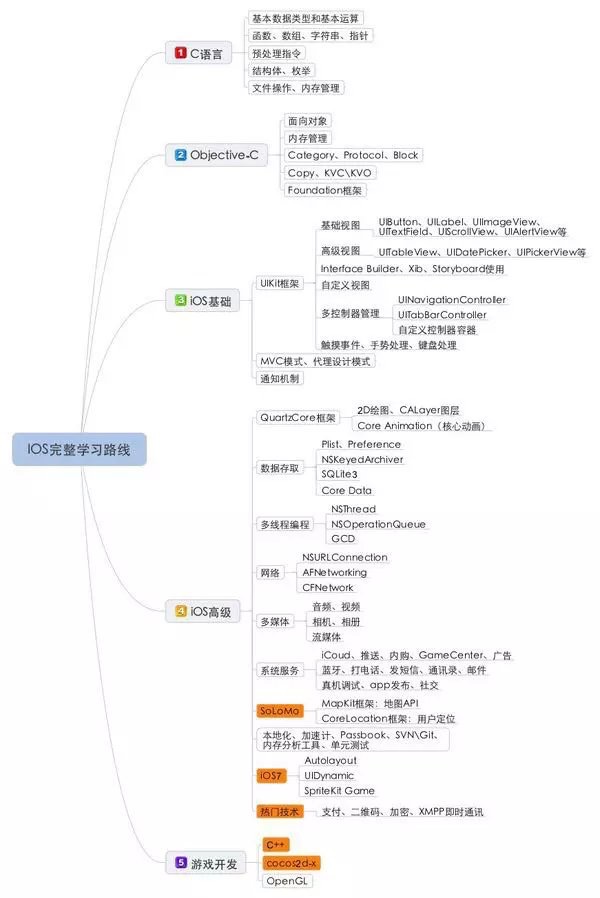 IOS完整学习路线
1 C语言
基本数据类型和基本运算
函数、数组、字符串、指针
预处理指令
结构体、枚举
文件操作、内存管理
2 Objective-C
面向对象
内存管理
Category、Protocol、Block
Copy、KVC\KVO
Foundation框架
3 iOS基础
UIKit框架
基础视图
UIButton、UILabel、UIImageView、
UITextField、UIScrollView、UIAlertView等
高级视图
UITableView、UIDatePicker、UIPickerView等
Interface Builder、Xib、Storyboard使用
自定义视图
多控制器管理
UINavigationController
UITabBarController
自定义控制器容器
触摸事件、手势处理、键盘处理
MVC模式、代理设计模式
通知机制
4 iOS高级
QuartzCore框架
2D绘图、CALayer图层
Core Animation（核心动画）
数据存取
Plist、Preference
NSKeyedArchiver
SQLite3
Core Data
多线程编程
NSThread
NSOperationQueue
GCD
网络
NSURLConnection
AFNetworking
CFNetwork
多媒体
音频、视频
相机、相册
流媒体
系统服务
iCoud、推送、内购、GameCenter、广告
蓝牙、打电话、发短信、通讯录、邮件
真机调试、app发布、社交
SoLoMo
MapKit框架：地图API
CoreLocation框架：用户定位
本地化、加速计、Passbook、SVN\Git、
内存分析工具、单元测试
iOS7
Autolayout
UIDynamic
SpriteKit Game
热门技术
支付、二维码、加密、XMPP即时通讯
5 游戏开发
C++
cocos2d-x
OpenGL